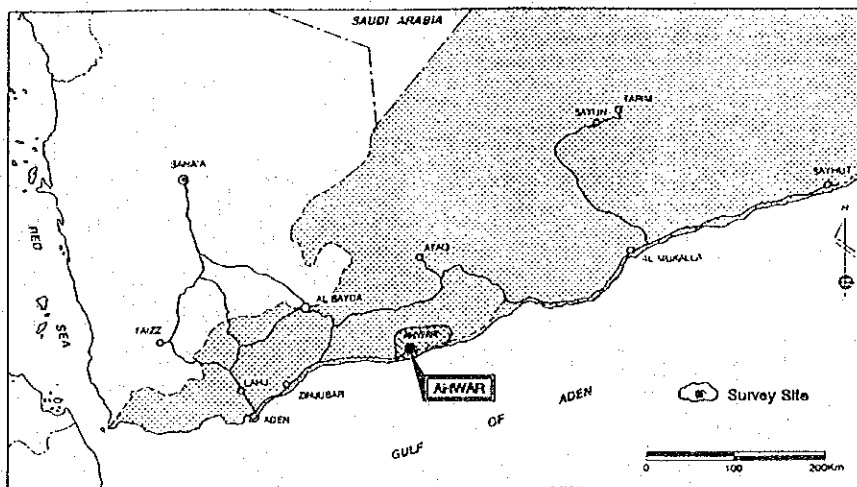 SAUDI ARABIA
TARIM
SAYUN
SANA'A
SAYHUT
N
RED
SEA
ATAQ
AL MUKALLA
AL BAYDA
TAIZZ
AHWAR
AHWAR
LAHJ
ZINJUBAR
ADEN
GULF OF ADEN
Survey Site
0 100 200Km